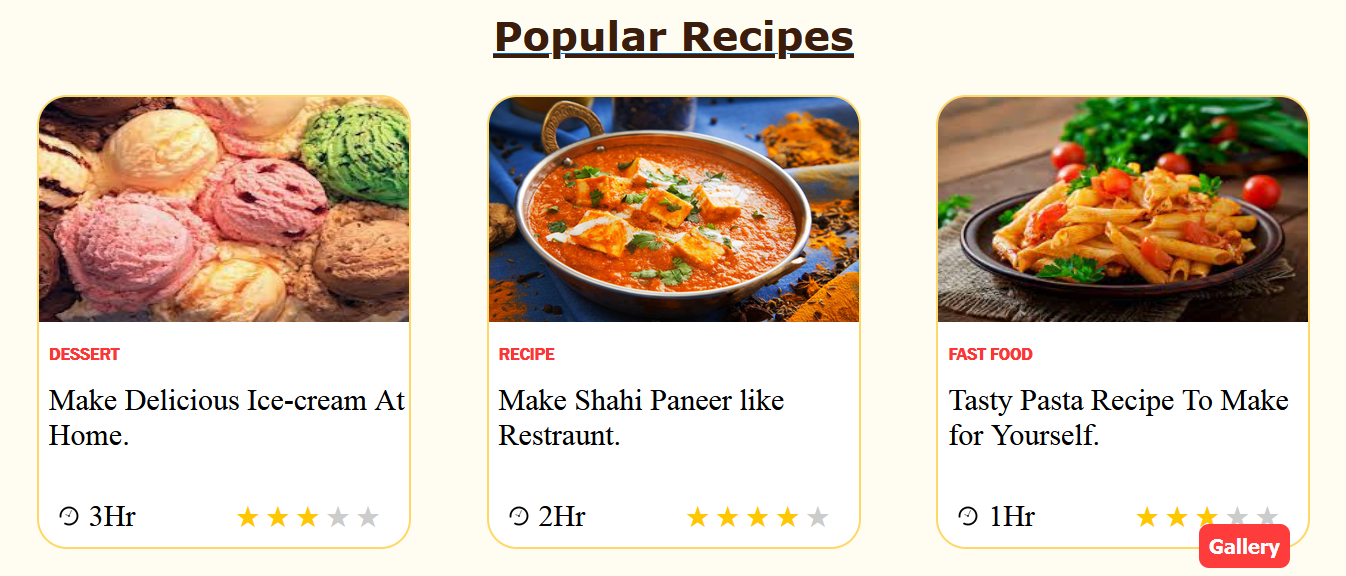 Popular Recipes
DESSERT
Make Delicious Ice-cream At
Home.
3Hr
RECIPE
Make Shahi Paneer like
Restraunt.
2Hr
FAST FOOD
Tasty Pasta Recipe To Make
for Yourself.
1Hr
Gallery